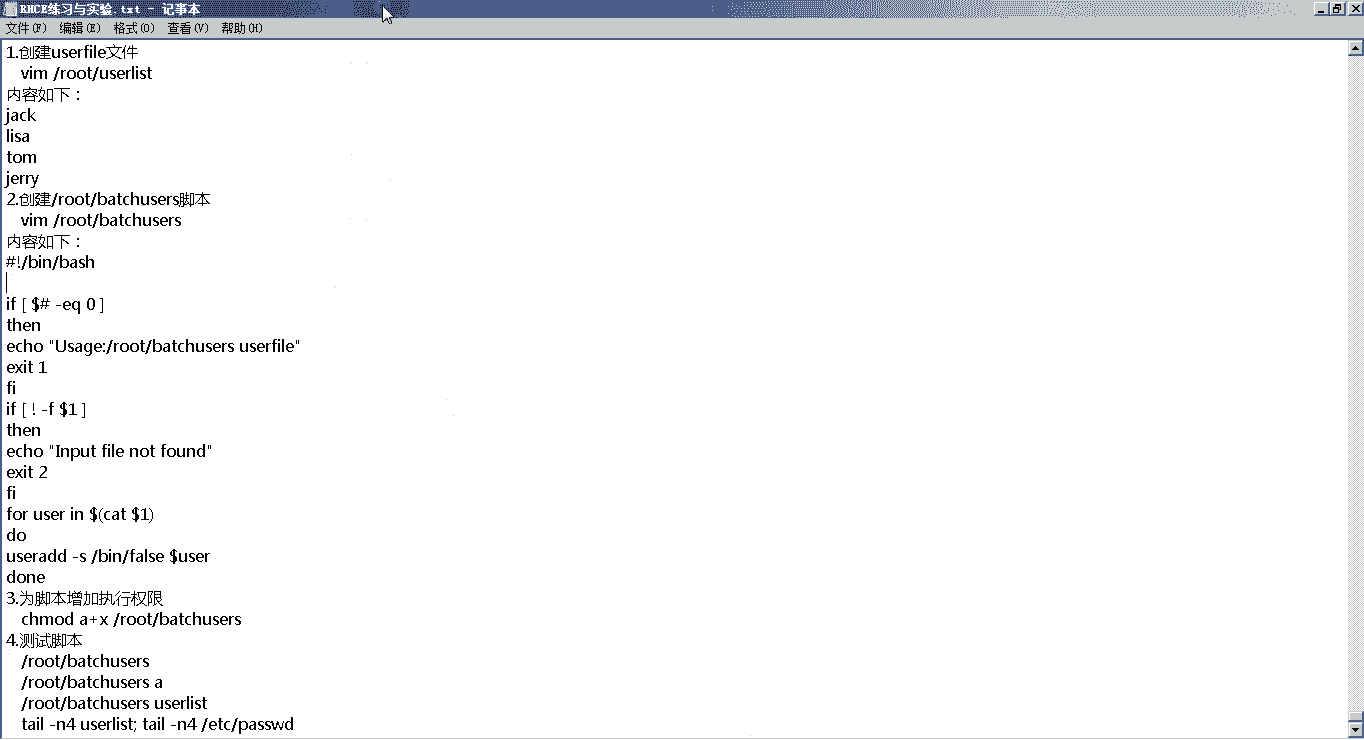 RHCE练习与实验.txt - 记事本
文件(F) 编辑(E) 格式(O) 查看(V) 帮助(H)
1.创建userfile文件
vim /root/userlist
内容如下：
jack
lisa
tom
jerry
2.创建/root/batchusers脚本
vim /root/batchusers
内容如下：
#!/bin/bash
if [ $# -eq 0 ]
then
echo "Usage:/root/batchusers userfile"
exit 1
fi
if [ ! -f $1 ]
then
echo "Input file not found"
exit 2
fi
for user in $(cat $1)
do
useradd -s /bin/false $user
done
3.为脚本增加执行权限
chmod a+x /root/batchusers
4.测试脚本
/root/batchusers
/root/batchusers a
/root/batchusers userlist
tail -n4 userlist; tail -n4 /etc/passwd